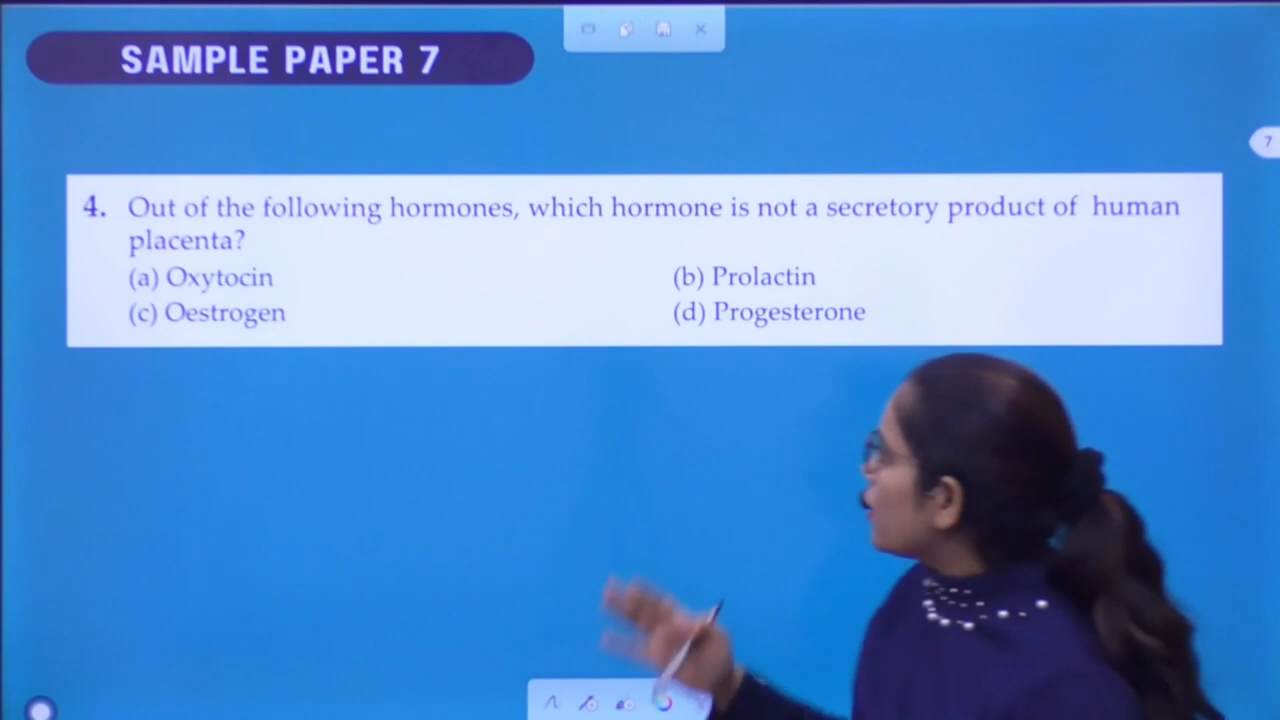 SAMPLE PAPER 7
7
4. Out of the following hormones, which hormone is not a secretory product of human
placenta?
(a) Oxytocin (b) Prolactin
(c) Oestrogen (d) Progesterone